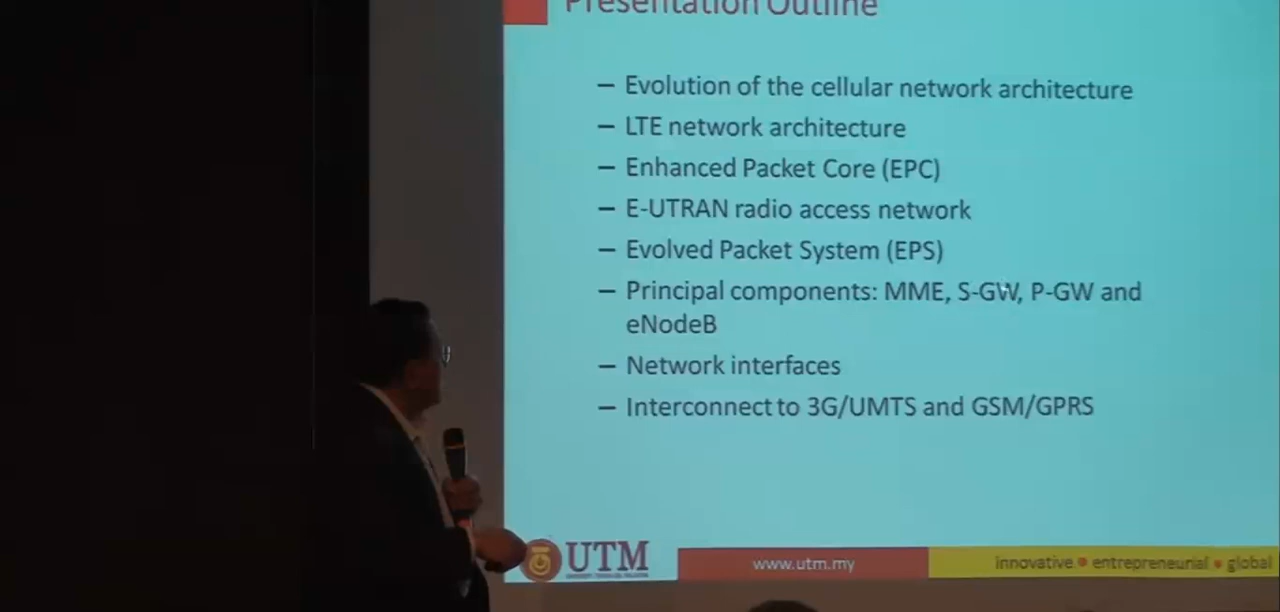 Presentation Outline
– Evolution of the cellular network architecture
– LTE network architecture
– Enhanced Packet Core (EPC)
– E-UTRAN radio access network
– Evolved Packet System (EPS)
– Principal components: MME, S-GW, P-GW and
eNodeB
– Network interfaces
– Interconnect to 3G/UMTS and GSM/GPRS
UTM
www.utm.my
innovative • entrepreneurial • global